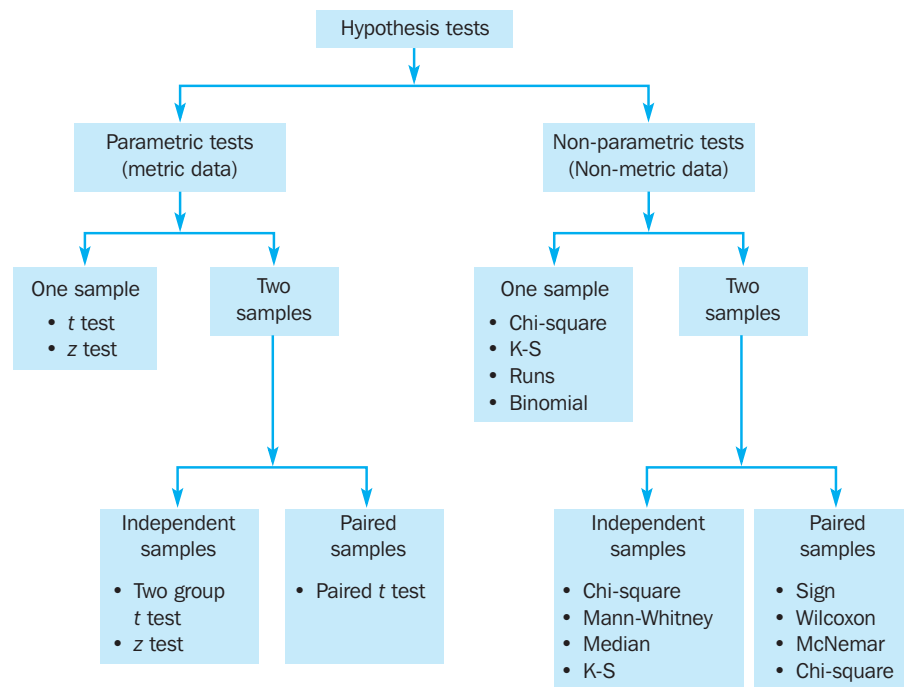 Hypothesis tests
Parametric tests
(metric data)
Non-parametric tests
(Non-metric data)
One sample
• t test
• z test
Two
samples
One sample
• Chi-square
• K-S
• Runs
• Binomial
Two
samples
Independent
samples
• Two group
t test
• z test
Paired
samples
• Paired t test
Independent
samples
• Chi-square
• Mann-Whitney
• Median
• K-S
Paired
samples
• Sign
• Wilcoxon
• McNemar
• Chi-square